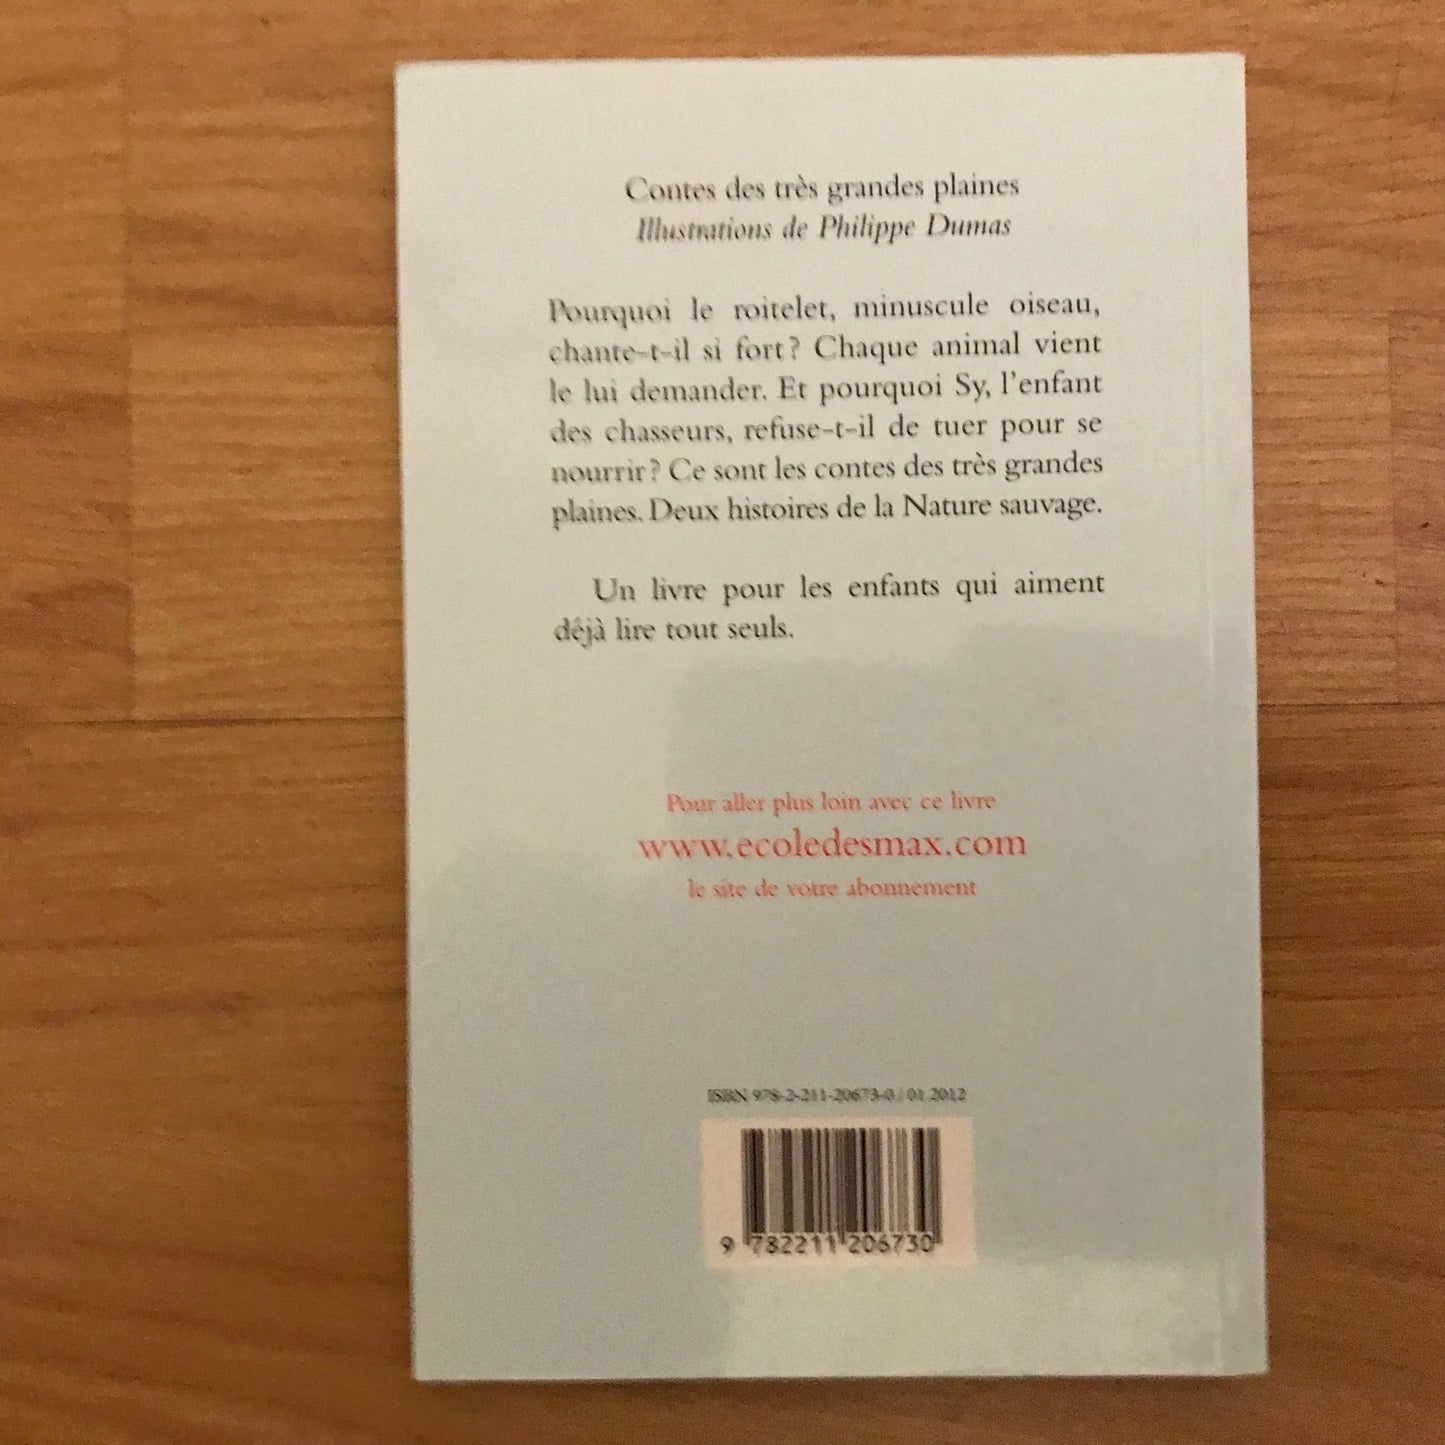 Contes des très grandes plaines
Illustrations de Philippe Dumas
Pourquoi le roitelet, minuscule oiseau,
chante-t-il si fort ? Chaque animal vient
le lui demander. Et pourquoi Sy, l'enfant
des chasseurs, refuse-t-il de tuer pour se
nourrir ? Ce sont les contes des très grandes
plaines. Deux histoires de la Nature sauvage.
Un livre pour les enfants qui aiment
déjà lire tout seuls.
Pour aller plus loin avec ce livre
www.ecoledesmax.com
le site de votre abonnement
ISBN 978-2-211-20673-0 / 01.2012
9 782211 206730